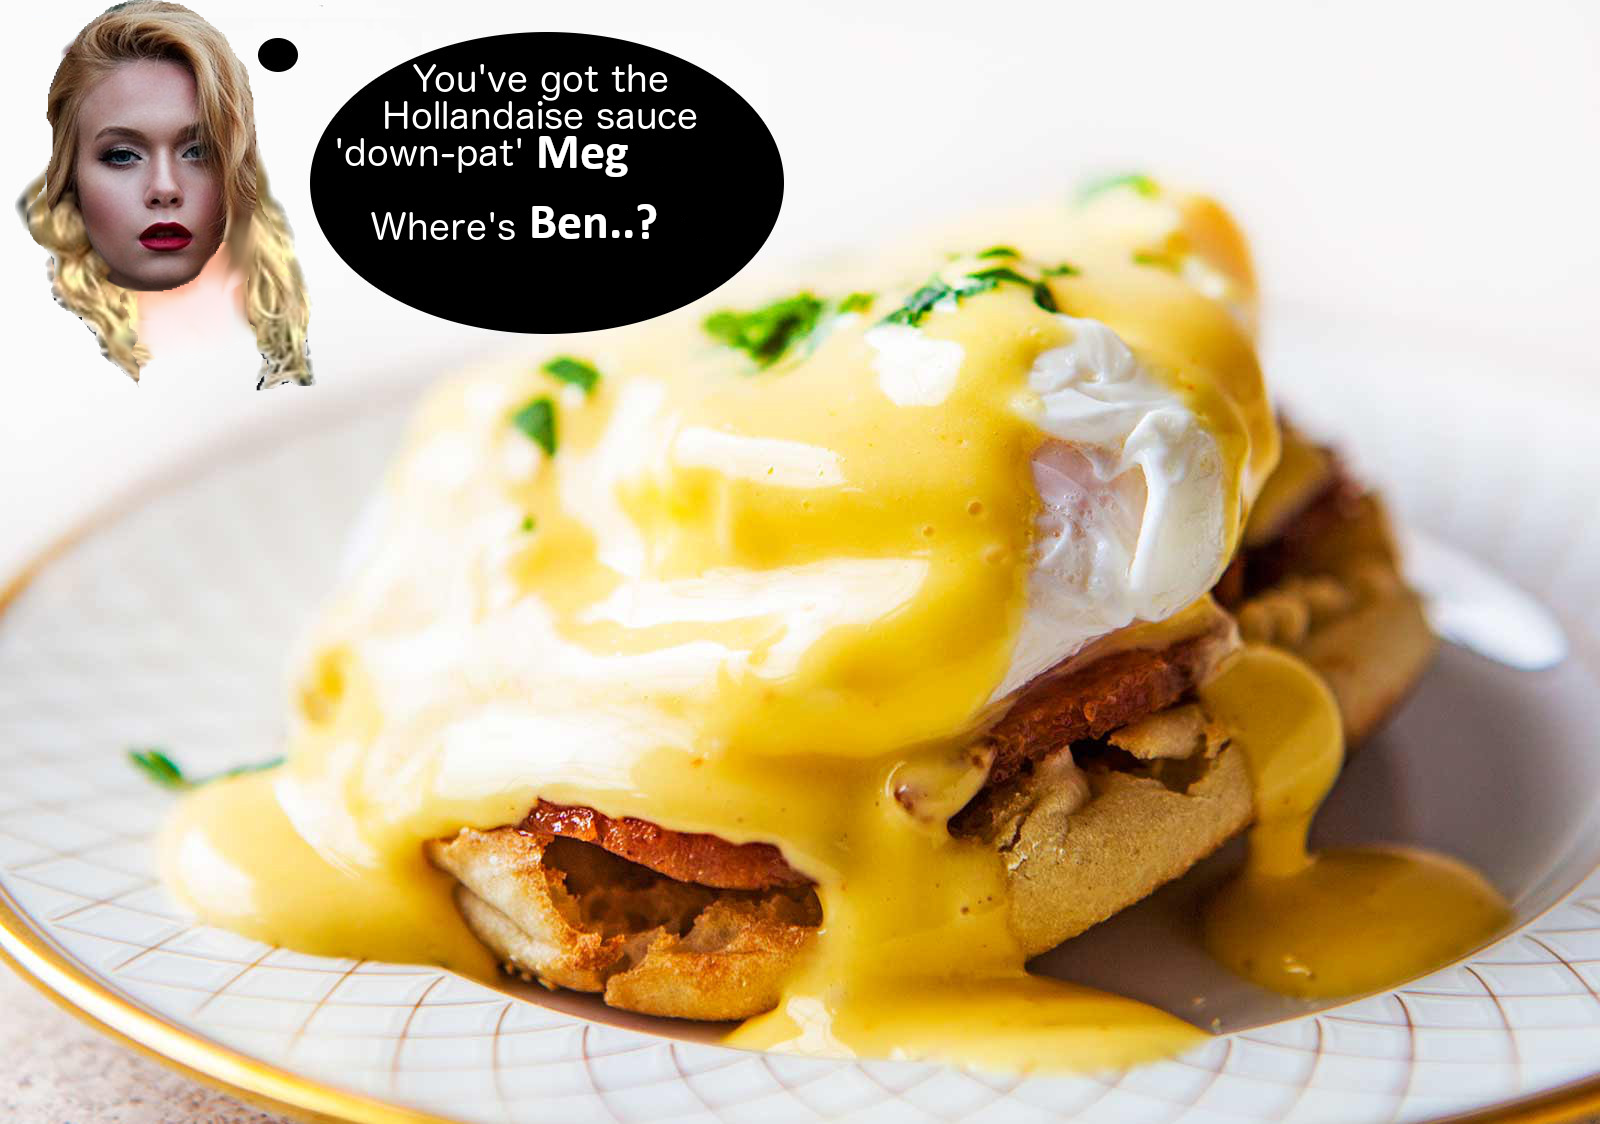 You've got the
Hollandaise sauce
'down-pat' Meg
Where's Ben..?